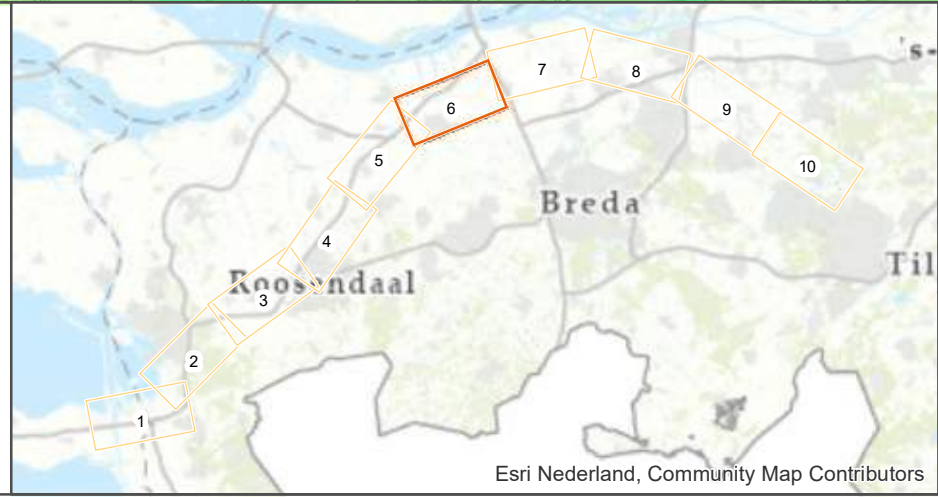 's-
7
8
6
9
5
10
Breda
4
Til
Roosendaal
3
2
1
Esri Nederland, Community Map Contributors